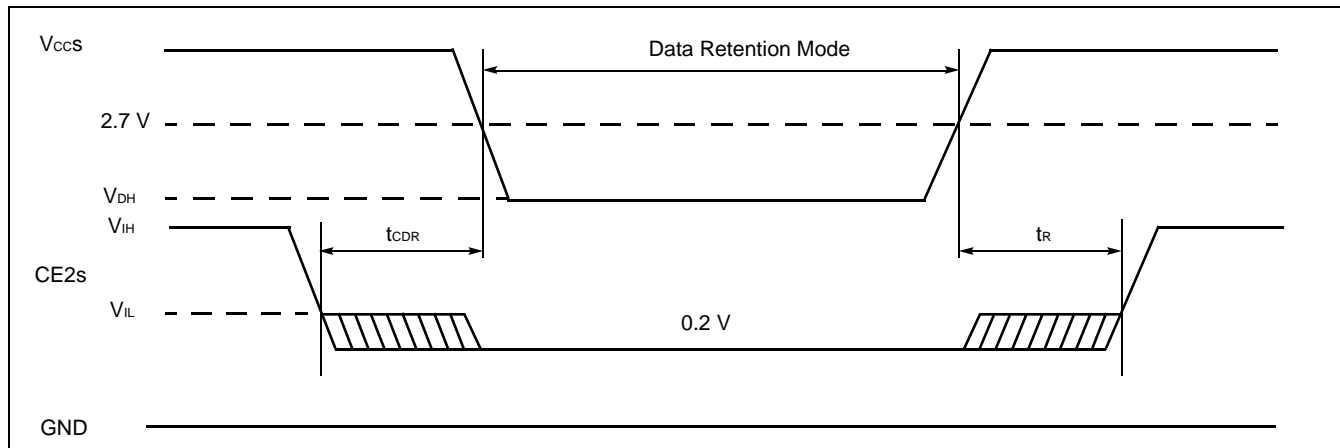 Vccs
Data Retention Mode
2.7 V
VDH
VIH
tCDR
tR
CE2s
VIL
0.2 V
GND